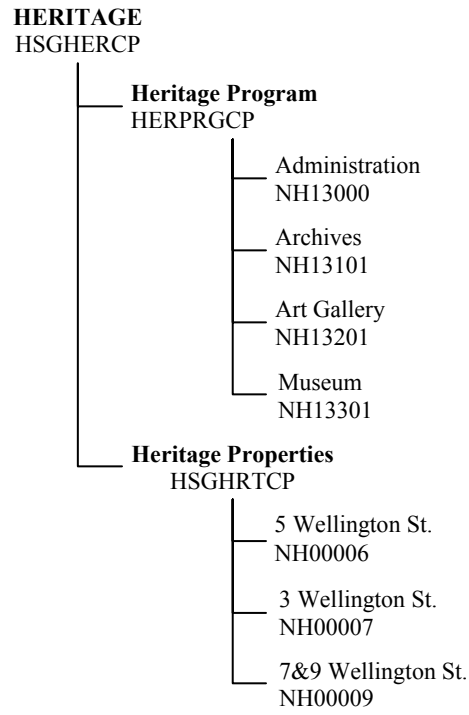 HERITAGE
HSGHERCP
Heritage Program
HERPRGCP
Administration
NH13000
Archives
NH13101
Art Gallery
NH13201
Museum
NH13301
Heritage Properties
HSGHRTCP
5 Wellington St.
NH00006
3 Wellington St.
NH00007
7&9 Wellington St.
NH00009